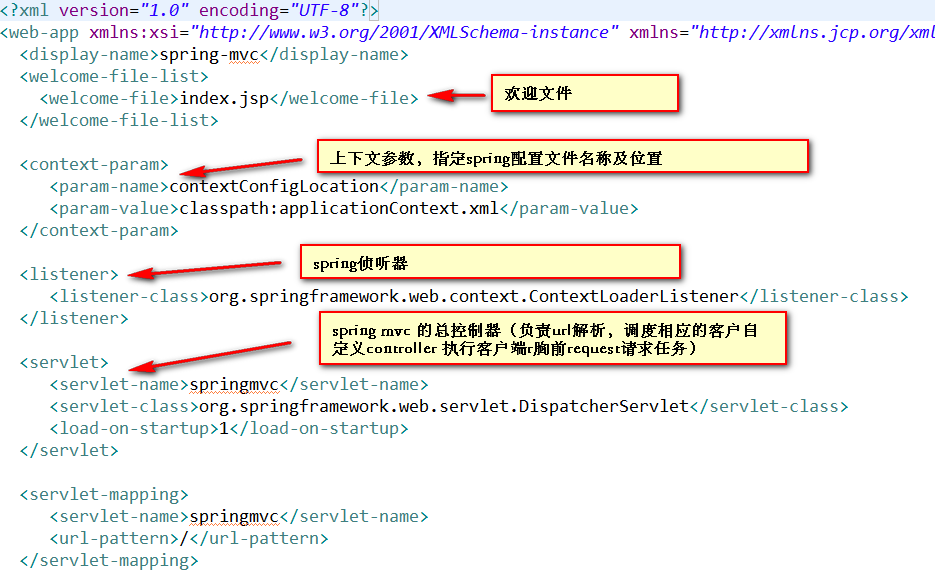 <?xml version="1.0" encoding="UTF-8"?>
<web-app xmlns:xsi="http://www.w3.org/2001/XMLSchema-instance" xmlns="http://xmlns.jcp.org/xml
<display-name>spring-mvc</display-name>
<welcome-file-list>
<welcome-file>index.jsp</welcome-file>
欢迎文件
</welcome-file-list>
上下文参数，指定spring配置文件名称及位置
<context-param>
<param-name>contextConfigLocation</param-name>
<param-value>classpath:applicationContext.xml</param-value>
</context-param>
spring侦听器
<listener>
<listener-class>org.springframework.web.context.ContextLoaderListener</listener-class>
</listener>
spring mvc 的总控制器（负责url解析，调度相应的客户自
定义controller 执行客户端r胸前request请求任务）
<servlet>
<servlet-name>springmvc</servlet-name>
<servlet-class>org.springframework.web.servlet.DispatcherServlet</servlet-class>
<load-on-startup>1</load-on-startup>
</servlet>
<servlet-mapping>
<servlet-name>springmvc</servlet-name>
<url-pattern>/</url-pattern>
</servlet-mapping>